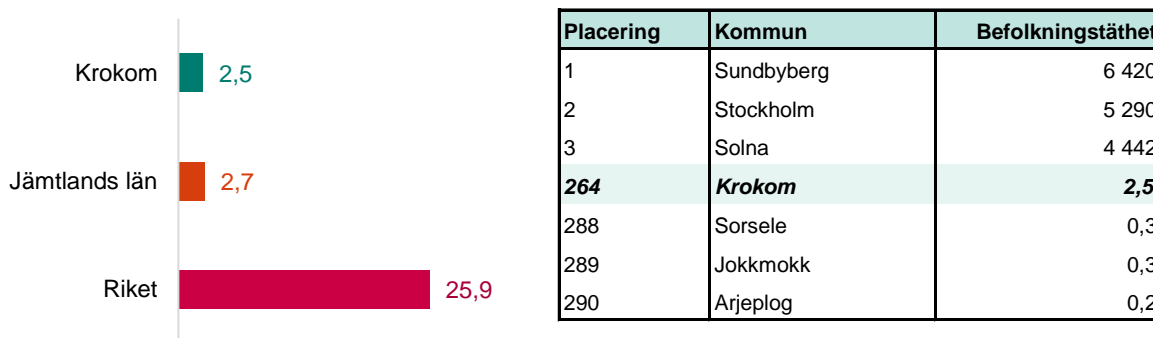 Krokom 2,5
Jämtlands län 2,7
Riket 25,9
Placering Kommun Befolkningstäthet
1 Sundbyberg 6 420
2 Stockholm 5 290
3 Solna 4 442
264 Krokom 2,5
288 Sorsele 0,3
289 Jokkmokk 0,3
290 Arjeplog 0,2